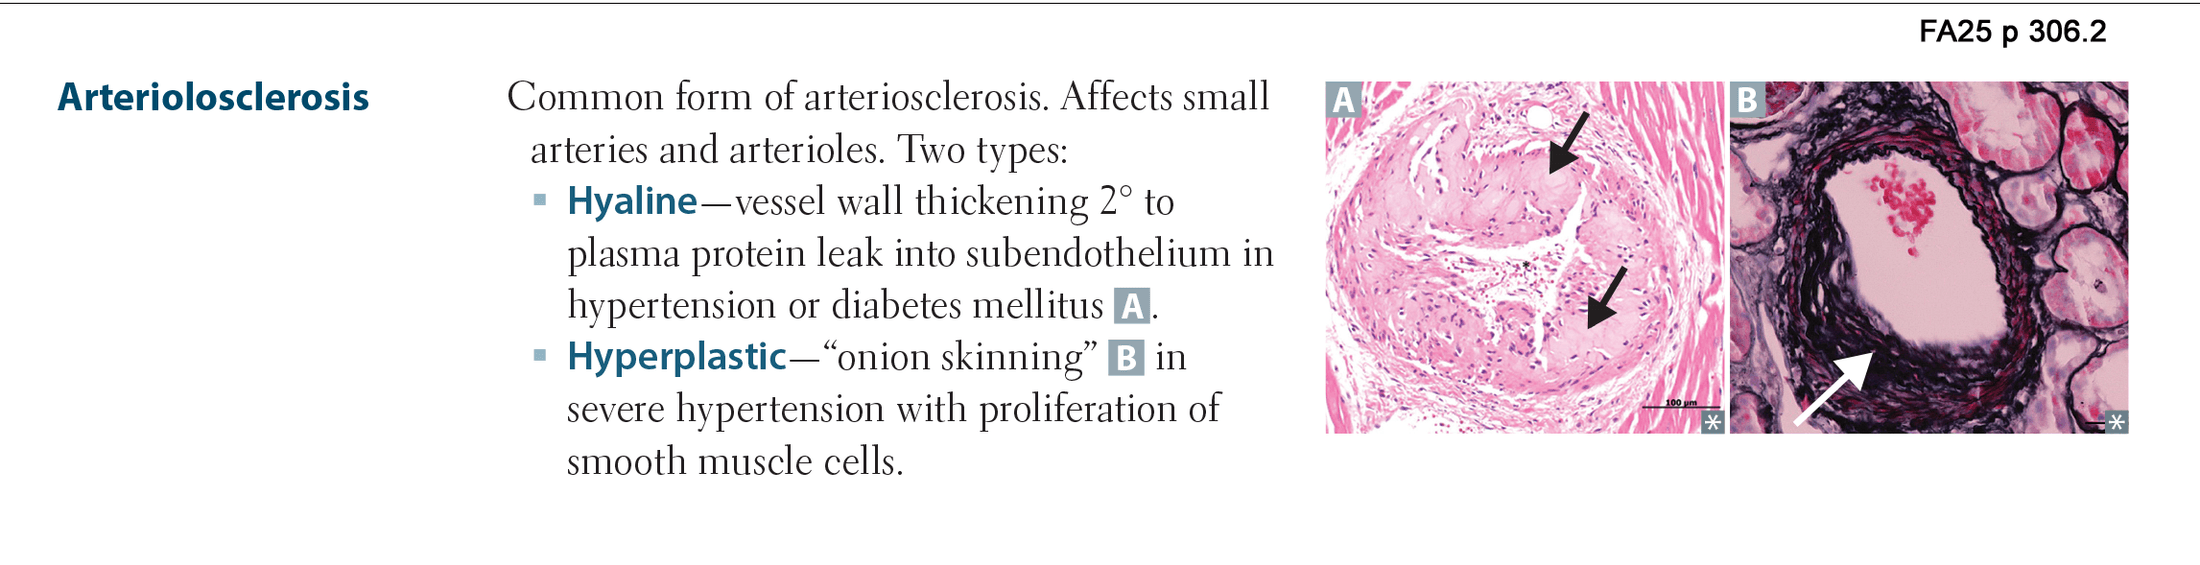 FA25 p 306.2
Arteriolosclerosis
Common form of arteriosclerosis. Affects small
arteries and arterioles. Two types:
▪ Hyaline—vessel wall thickening 2° to
plasma protein leak into subendothelium in
hypertension or diabetes mellitus A.
▪ Hyperplastic—“onion skinning” B in
severe hypertension with proliferation of
smooth muscle cells.
A
100 µm
*
B
*